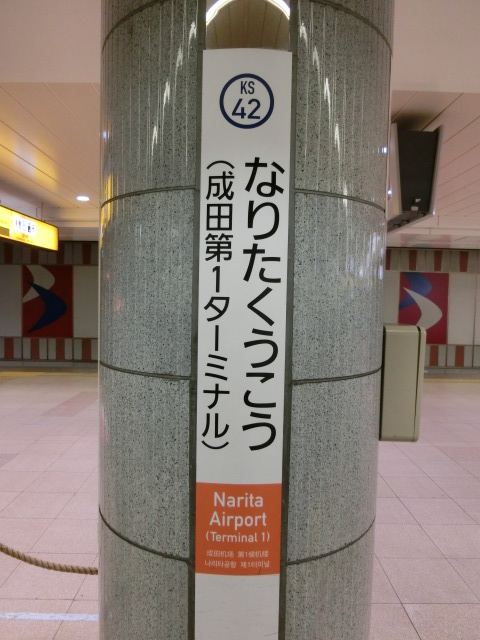 KS
42
なりたくうこう
（成田第1ターミナル）
Narita
Airport
(Terminal 1)
成田机场 第1候机楼
나리타공항 제1터미널